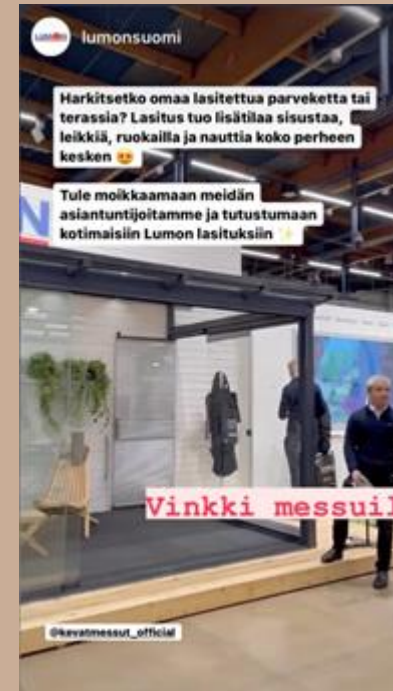 LUMON
lumonsuomi
Harkitsetko omaa lasitettua parveketta tai
terassia? Lasitus tuo lisätilaa sisustaa,
leikkiä, ruokailla ja nauttia koko perheen
kesken 😍
Tule moikkaamaan meidän
asiantuntijoitamme ja tutustumaan
kotimaisiin Lumon lasituksiin ✨
N
Vinkki messuil
@kevatmessut_official